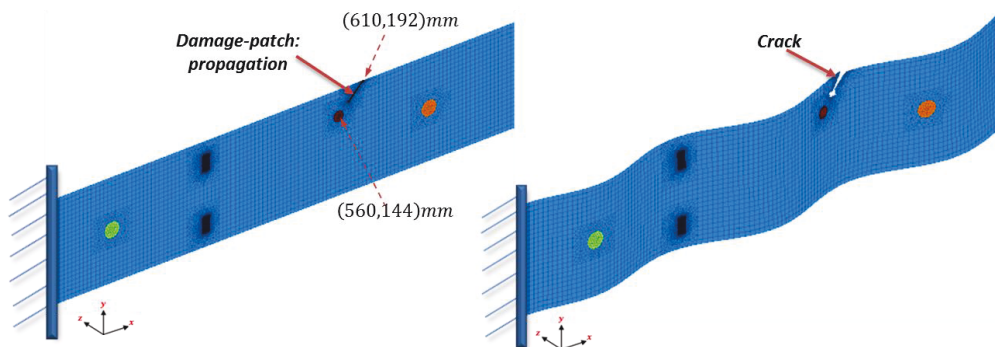 (610,192)mm
Damage-patch:
propagation
(560,144)mm
y
z
x
Crack
y
z
x